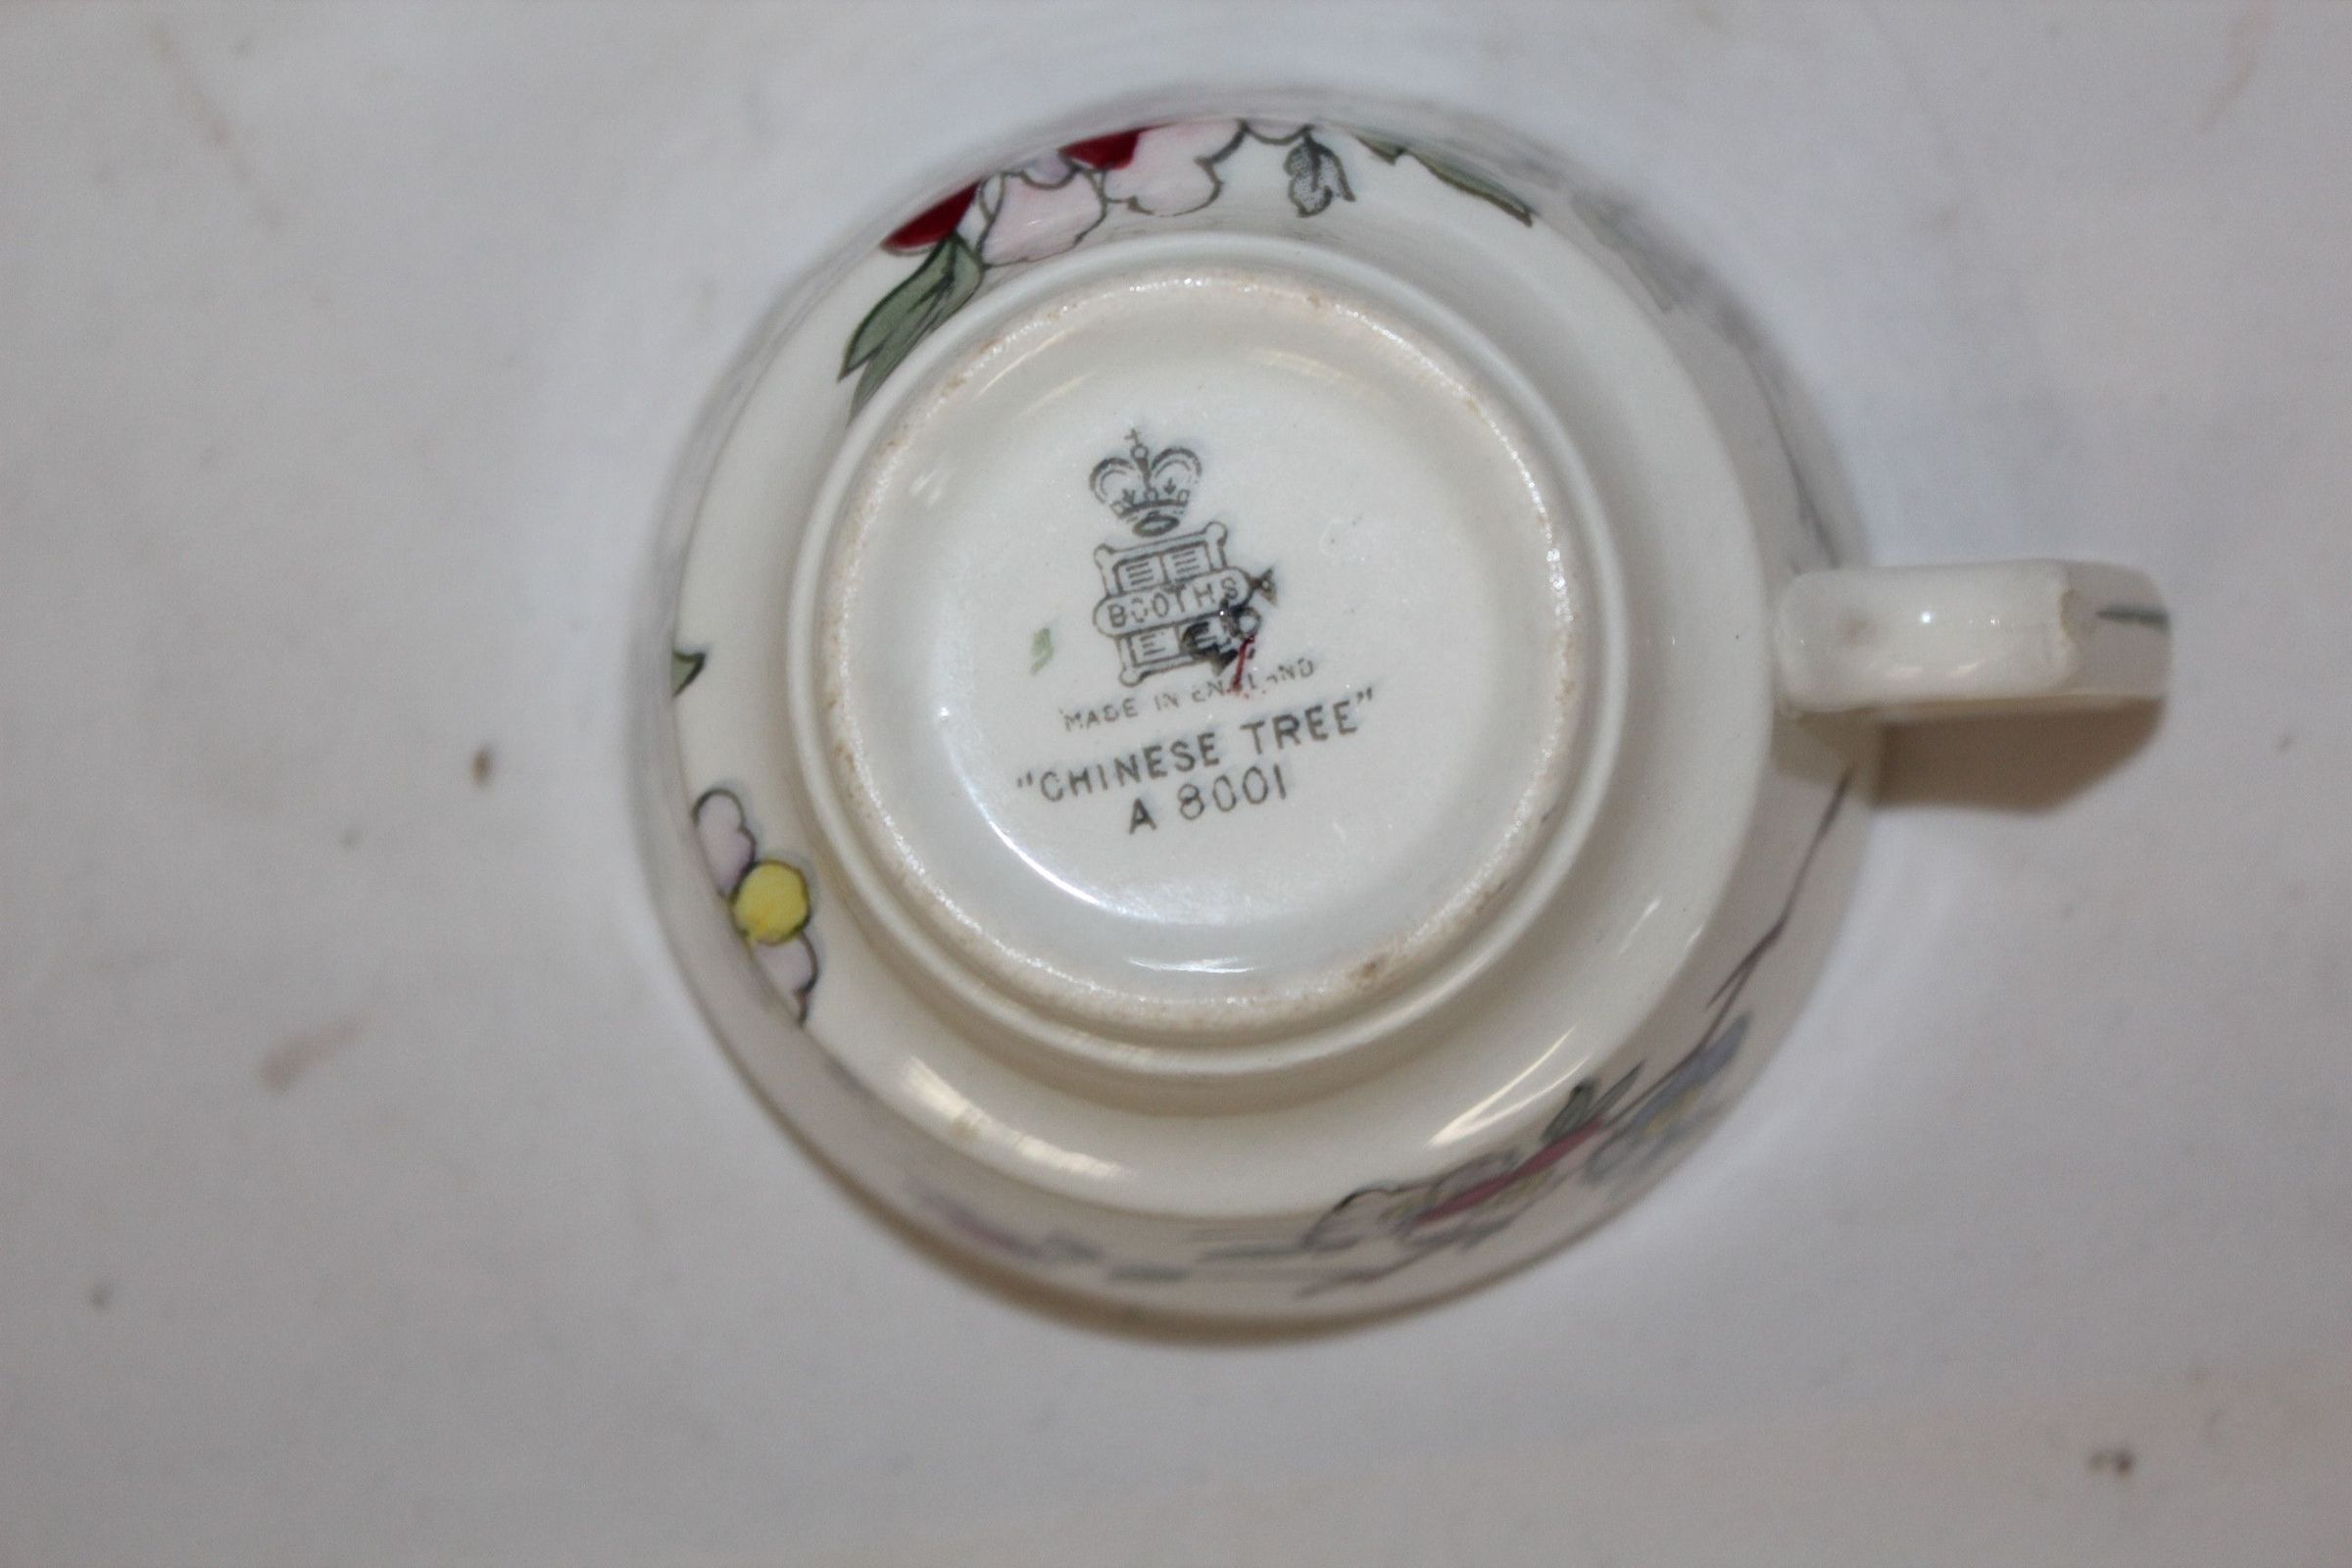 BOOTHS
MADE IN ENGLAND
"CHINESE TREE"
A 8001